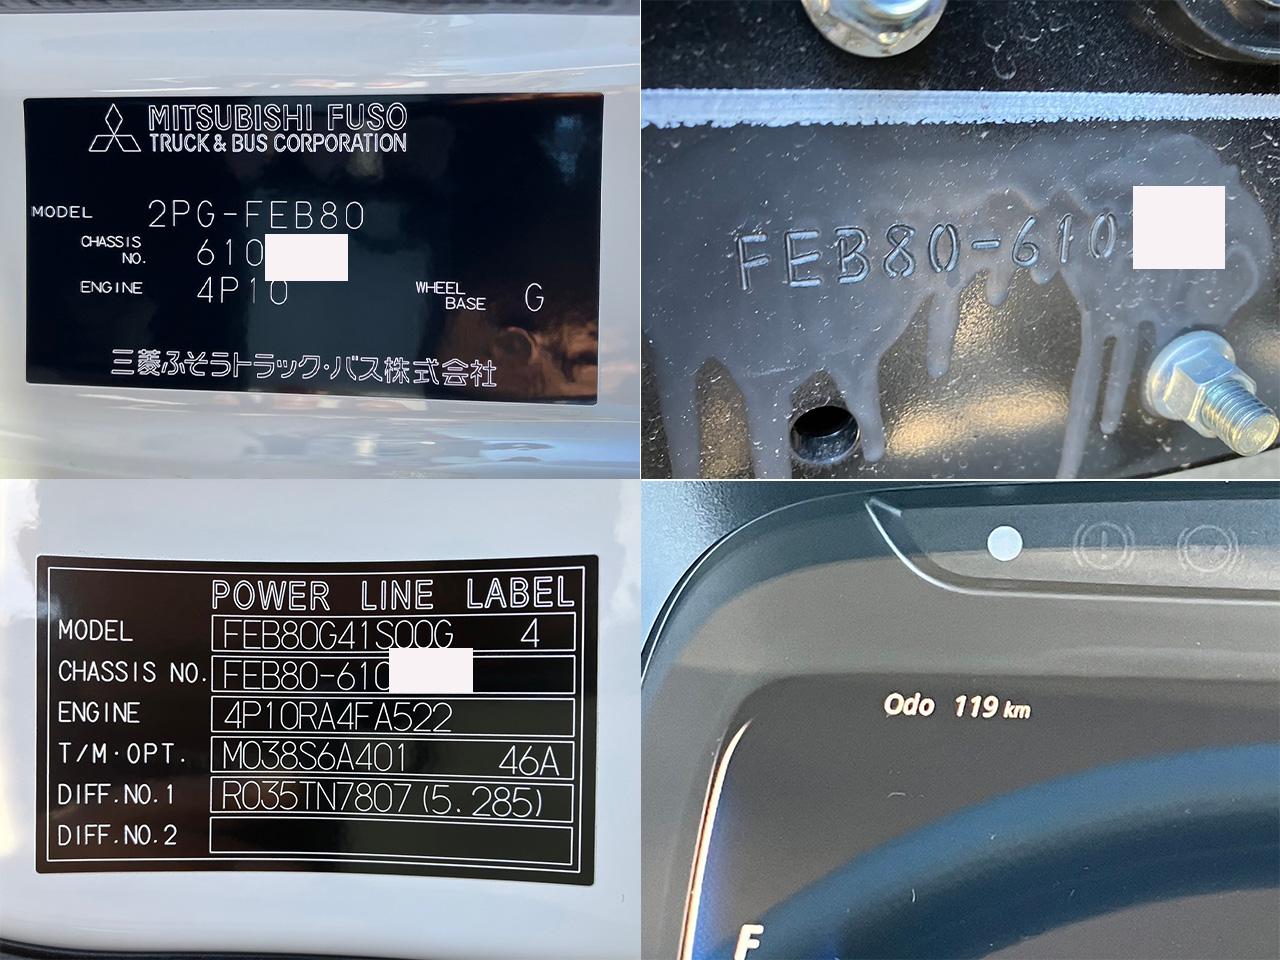 MITSUBISHI FUSO
TRUCK & BUS CORPORATION
MODEL 2PG-FEB80
CHASSIS NO. 610
ENGINE 4P10 WHEEL BASE G
三菱ふそうトラック・バス株式会社
FEB80-610
POWER LINE LABEL
MODEL FEB80G41S00G 4
CHASSIS NO. FEB80-610
ENGINE 4P10RA4FA522
T/M·OPT. M038S6A401 46A
DIFF.NO.1 R035TN7807 (5.285)
DIFF.NO.2
Odo 119 km
F